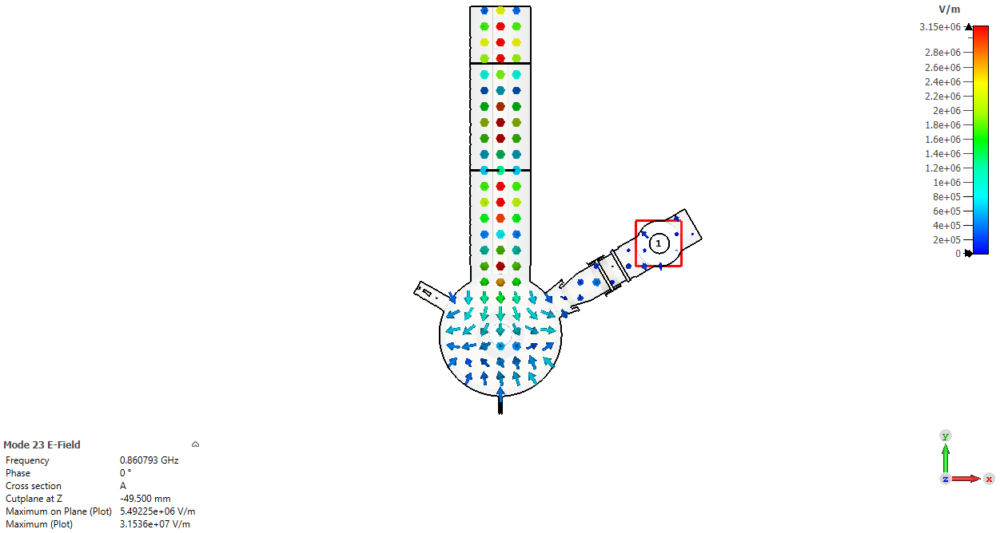 V/m
3.15e+06
2.8e+06
2.6e+06
2.4e+06
2.2e+06
2e+06
1.8e+06
1.6e+06
1.4e+06
1.2e+06
1e+06
8e+05
6e+05
4e+05
2e+05
0
1
y
z x
Mode 23 E-Field
Frequency 0.860793 GHz
Phase 0 °
Cross section A
Cutplane at Z -49.500 mm
Maximum on Plane (Plot) 5.49225e+06 V/m
Maximum (Plot) 3.1536e+07 V/m